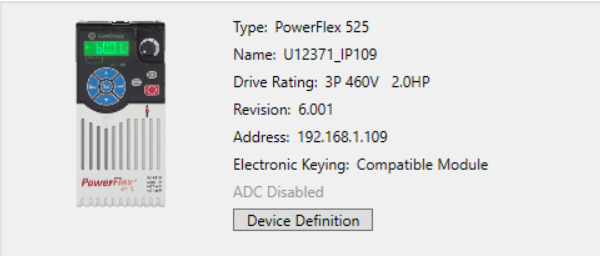 Type: PowerFlex 525
Name: U12371_IP109
Drive Rating: 3P 460V 2.0HP
Revision: 6.001
Address: 192.168.1.109
Electronic Keying: Compatible Module
ADC Disabled
Device Definition
PowerFlex